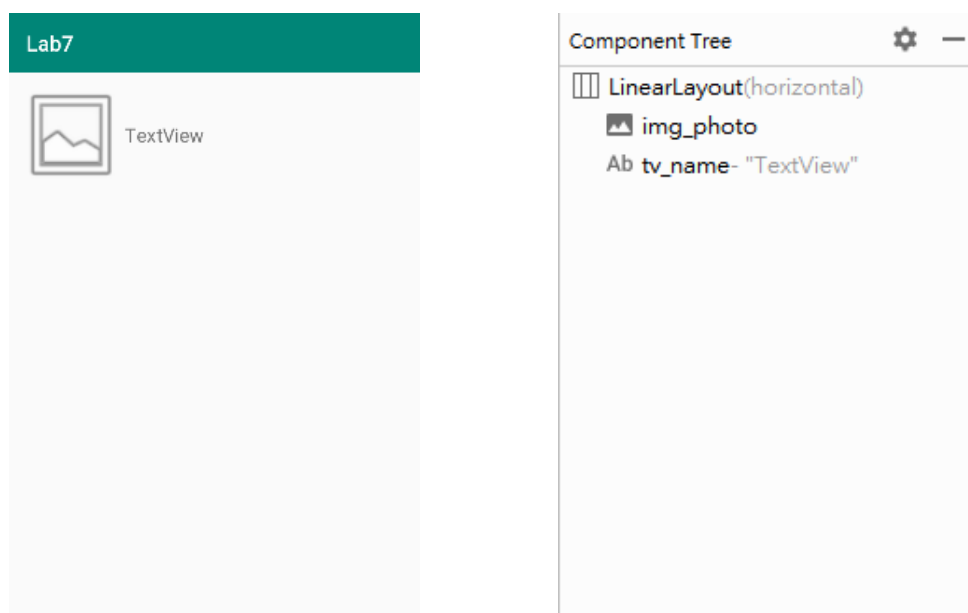 Lab7
TextView
Component Tree
LinearLayout(horizontal)
img_photo
Ab tv_name- "TextView"